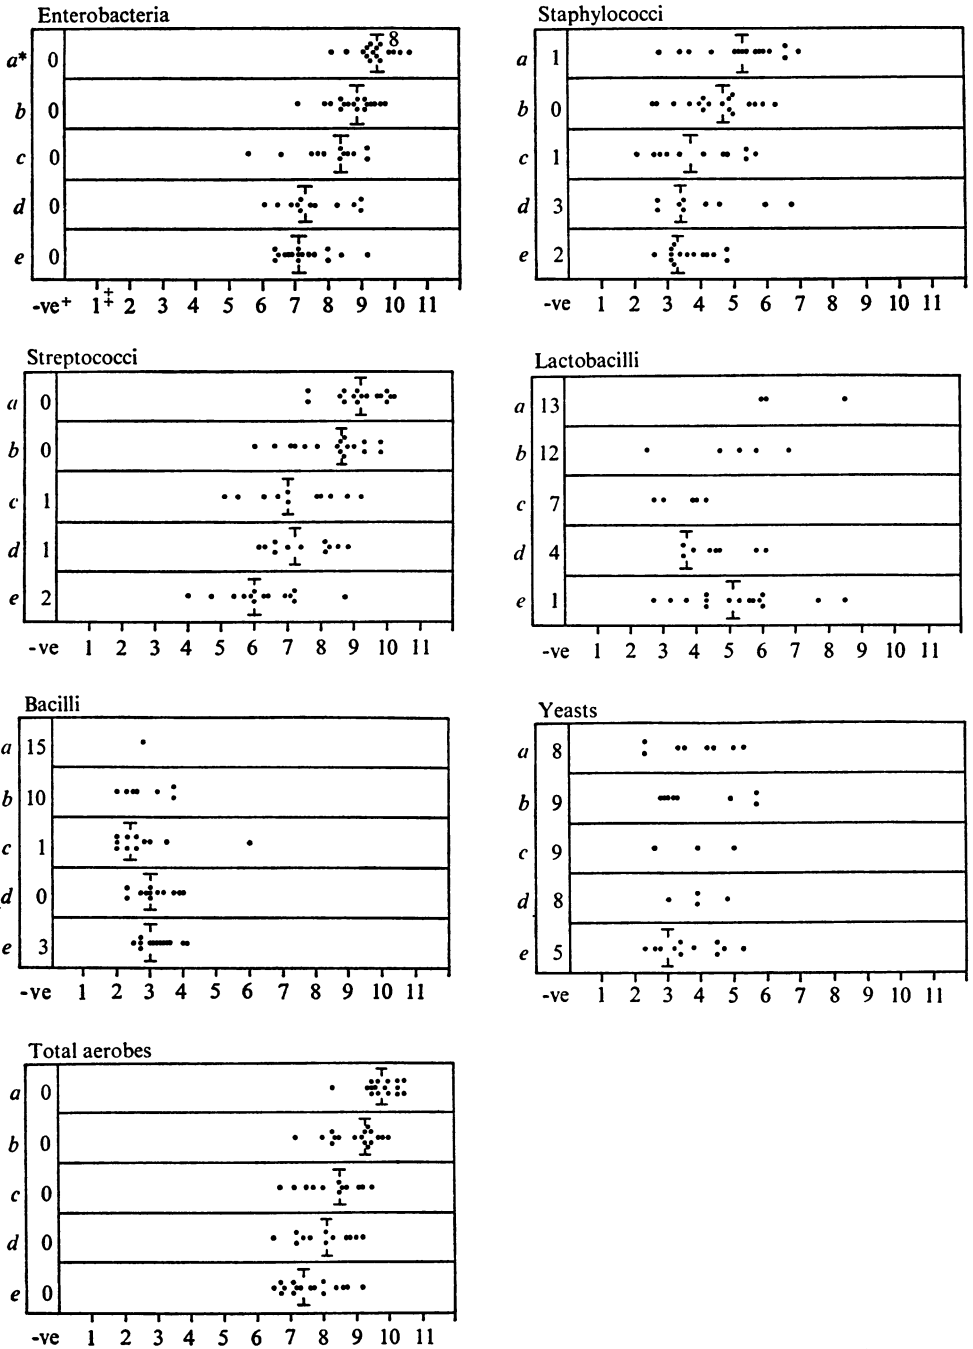 Enterobacteria
8
a* 0
b 0
c 0
d 0
e 0
-ve+ 1‡ 2 3 4 5 6 7 8 9 10 11
Staphylococci
a 1
b 0
c 1
d 3
e 2
-ve 1 2 3 4 5 6 7 8 9 10 11
Streptococci
a 0
b 0
c 1
d 1
e 2
-ve 1 2 3 4 5 6 7 8 9 10 11
Lactobacilli
a 13
b 12
c 7
d 4
e 1
-ve 1 2 3 4 5 6 7 8 9 10 11
Bacilli
a 15
b 10
c 1
d 0
e 3
-ve 1 2 3 4 5 6 7 8 9 10 11
Yeasts
a 8
b 9
c 9
d 8
e 5
-ve 1 2 3 4 5 6 7 8 9 10 11
Total aerobes
a 0
b 0
c 0
d 0
e 0
-ve 1 2 3 4 5 6 7 8 9 10 11